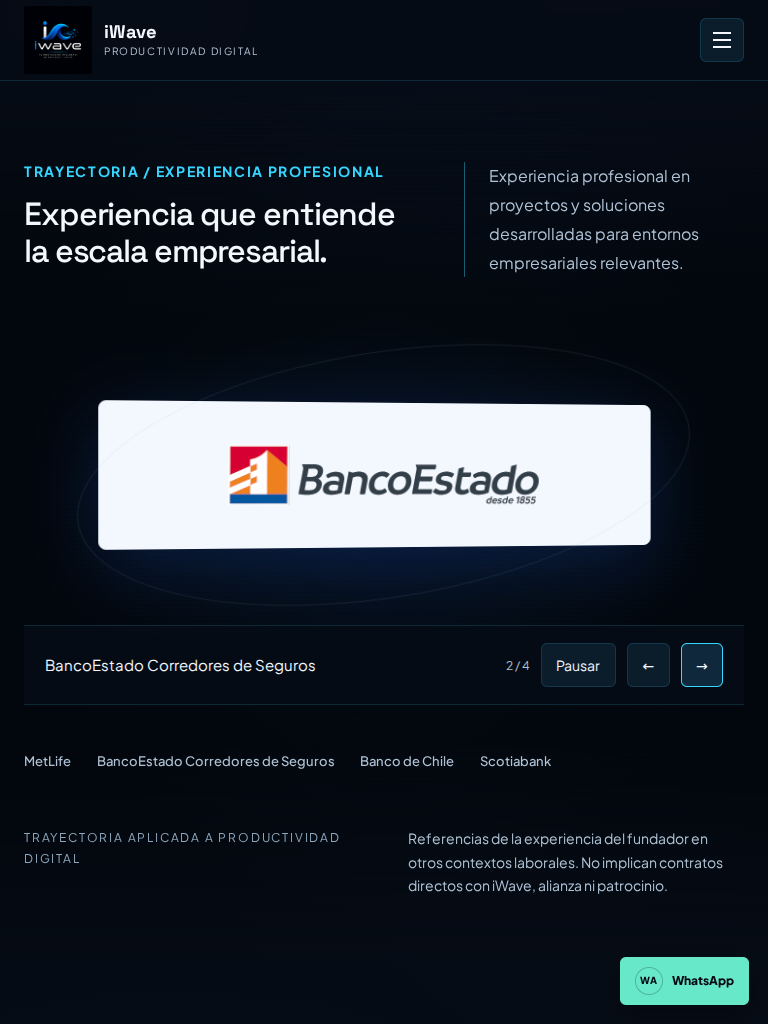 iwave
iWave
PRODUCTIVIDAD DIGITAL
TRAYECTORIA / EXPERIENCIA PROFESIONAL
Experiencia que entiende
la escala empresarial.
Experiencia profesional en
proyectos y soluciones
desarrolladas para entornos
empresariales relevantes.
BancoEstado
desde 1855
BancoEstado Corredores de Seguros
2 / 4
Pausar
←
→
MetLife
BancoEstado Corredores de Seguros
Banco de Chile
Scotiabank
TRAYECTORIA APLICADA A PRODUCTIVIDAD
DIGITAL
Referencias de la experiencia del fundador en
otros contextos laborales. No implican contratos
directos con iWave, alianza ni patrocinio.
WA
WhatsApp